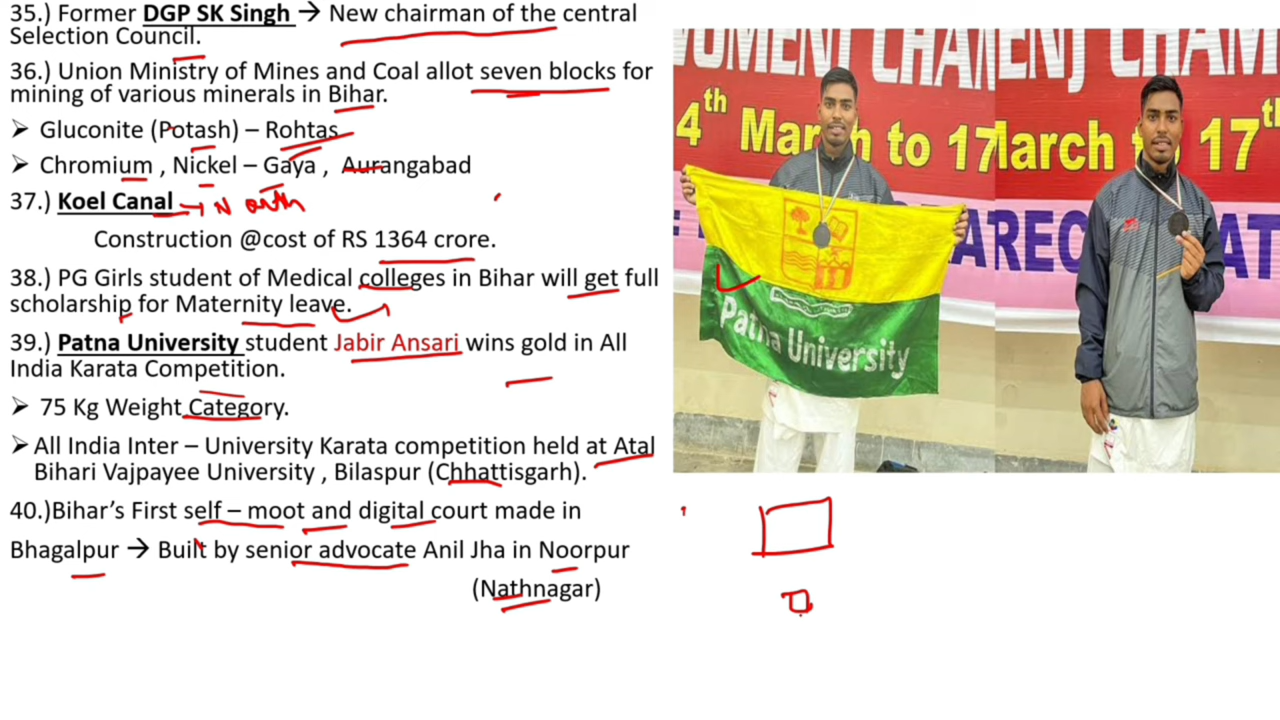 35.) Former DGP SK Singh → New chairman of the central
Selection Council.
36.) Union Ministry of Mines and Coal allot seven blocks for
mining of various minerals in Bihar.
➤ Gluconite (Potash) – Rohtas
➤ Chromium , Nickel – Gaya , Aurangabad
37.) Koel Canal → North
Construction @cost of RS 1364 crore.
38.) PG Girls student of Medical colleges in Bihar will get full
scholarship for Maternity leave.
39.) Patna University student Jabir Ansari wins gold in All
India Karata Competition.
➤ 75 Kg Weight Category.
➤ All India Inter – University Karata competition held at Atal
Bihari Vajpayee University , Bilaspur (Chhattisgarh).
40.)Bihar's First self – moot and digital court made in
Bhagalpur → Built by senior advocate Anil Jha in Noorpur
(Nathnagar)
4th March to 17
Patna University
17th